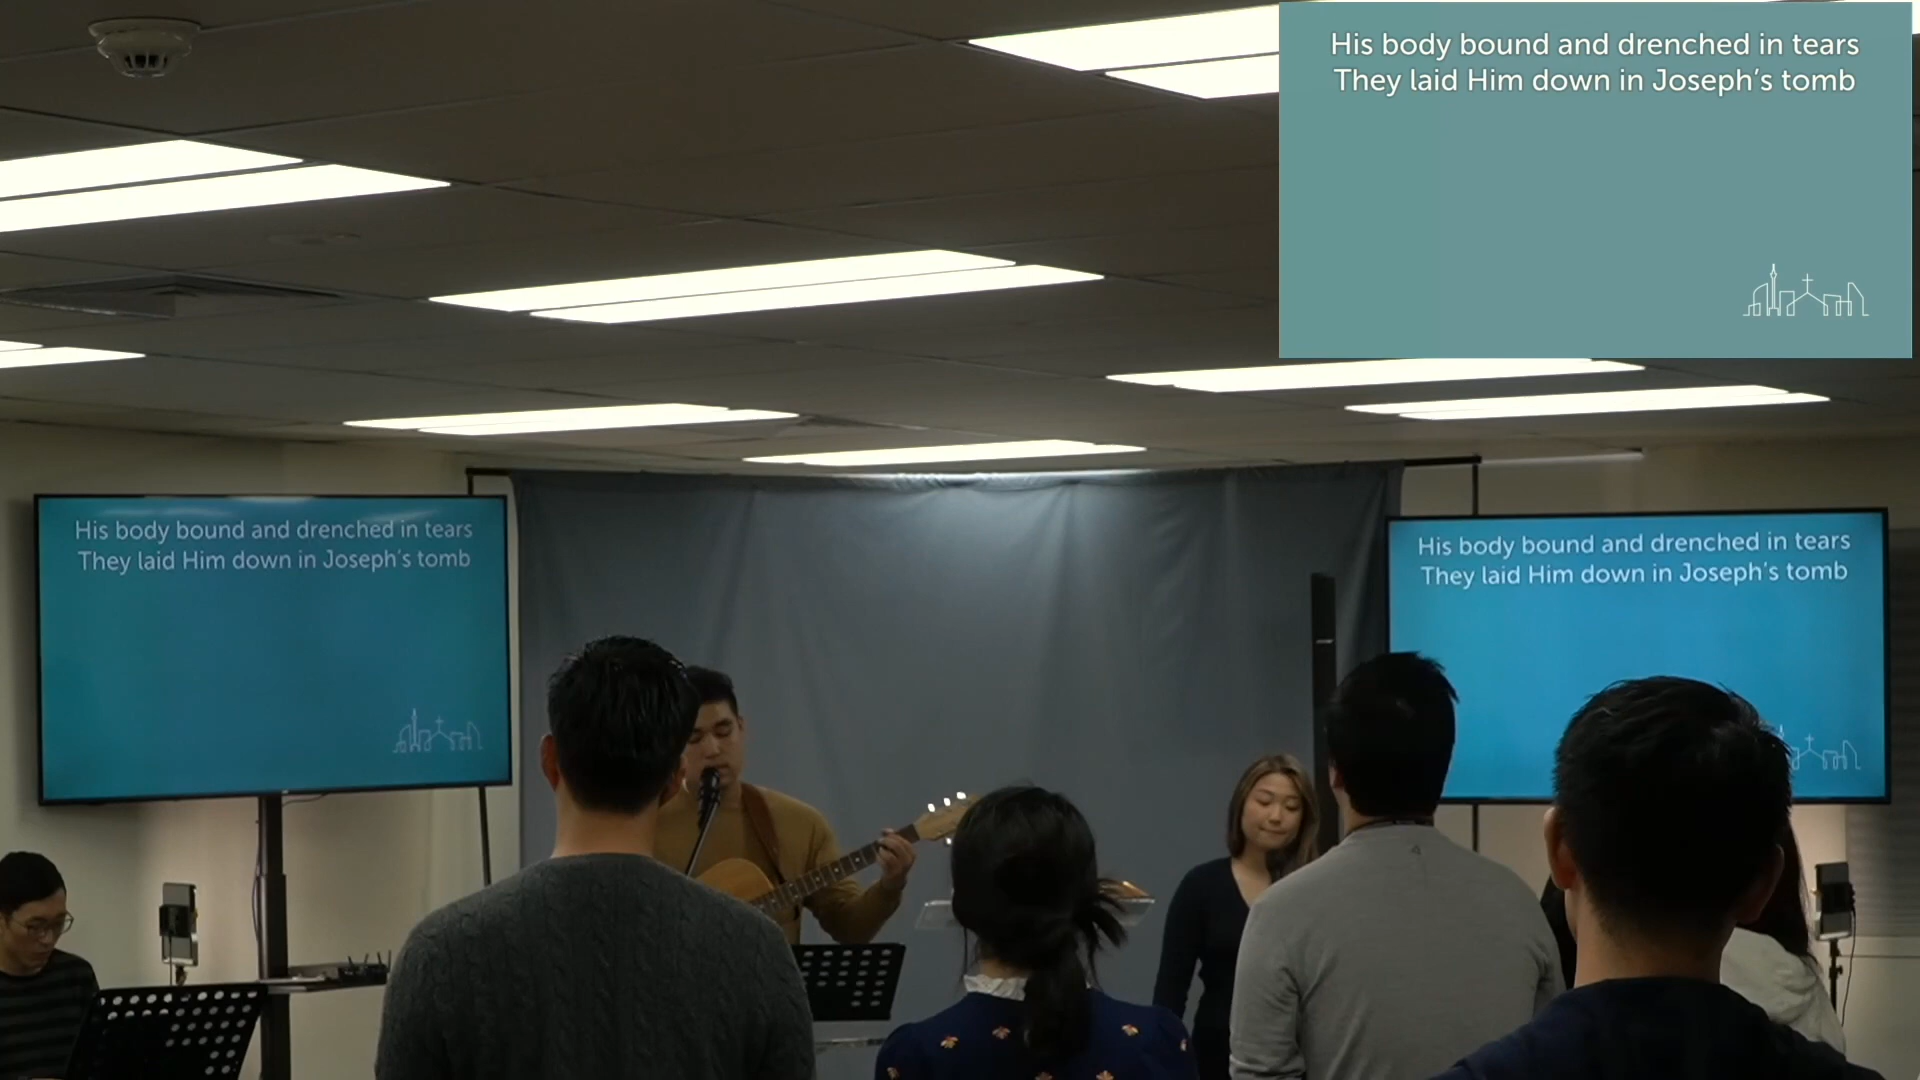 His body bound and drenched in tears
They laid Him down in Joseph's tomb
His body bound and drenched in tears
They laid Him down in Joseph's tomb
His body bound and drenched in tears
They laid Him down in Joseph's tomb